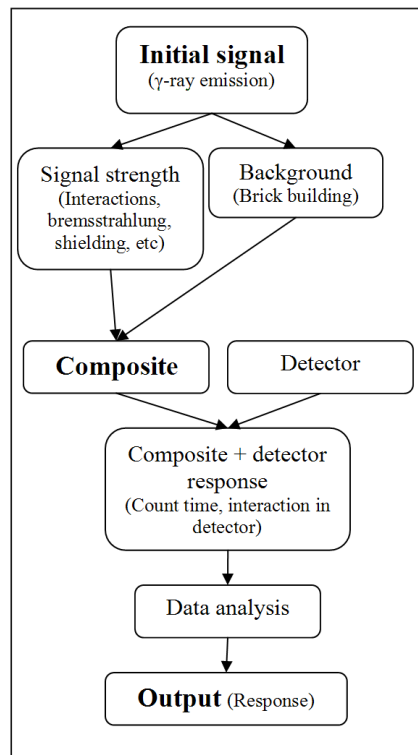 Initial signal
(γ-ray emission)
Signal strength
(Interactions,
bremsstrahlung,
shielding, etc)
Background
(Brick building)
Composite
Detector
Composite + detector
response
(Count time, interaction in
detector)
Data analysis
Output (Response)